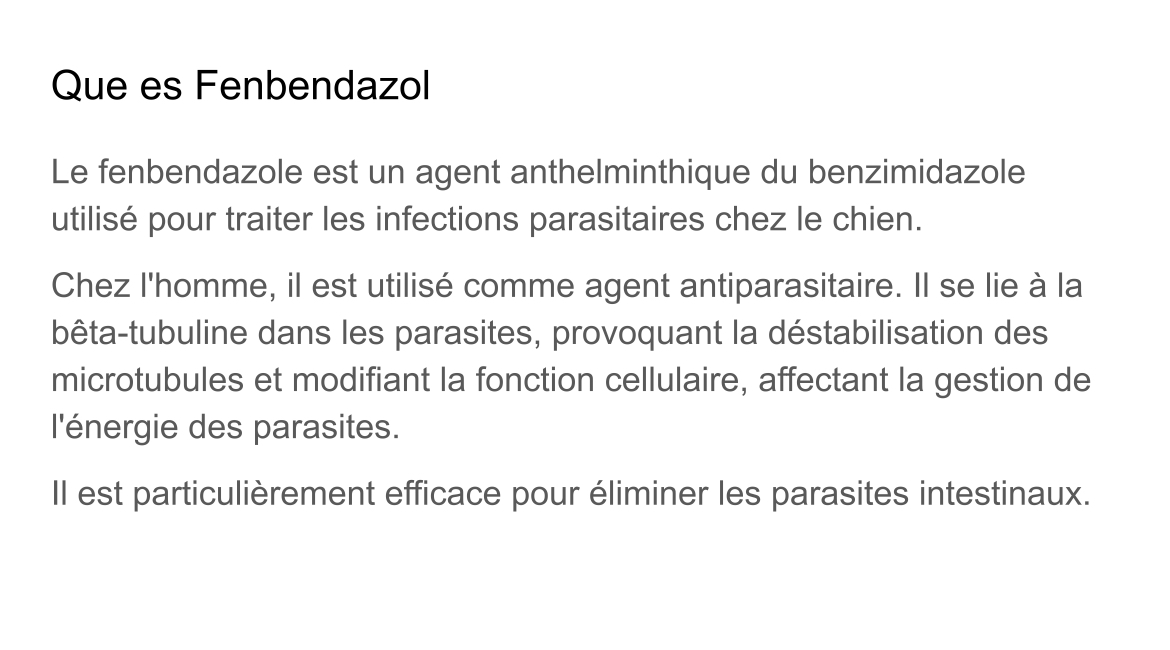 Que es Fenbendazol
Le fenbendazole est un agent anthelminthique du benzimidazole
utilisé pour traiter les infections parasitaires chez le chien.
Chez l'homme, il est utilisé comme agent antiparasitaire. Il se lie à la
bêta-tubuline dans les parasites, provoquant la déstabilisation des
microtubules et modifiant la fonction cellulaire, affectant la gestion de
l'énergie des parasites.
Il est particulièrement efficace pour éliminer les parasites intestinaux.